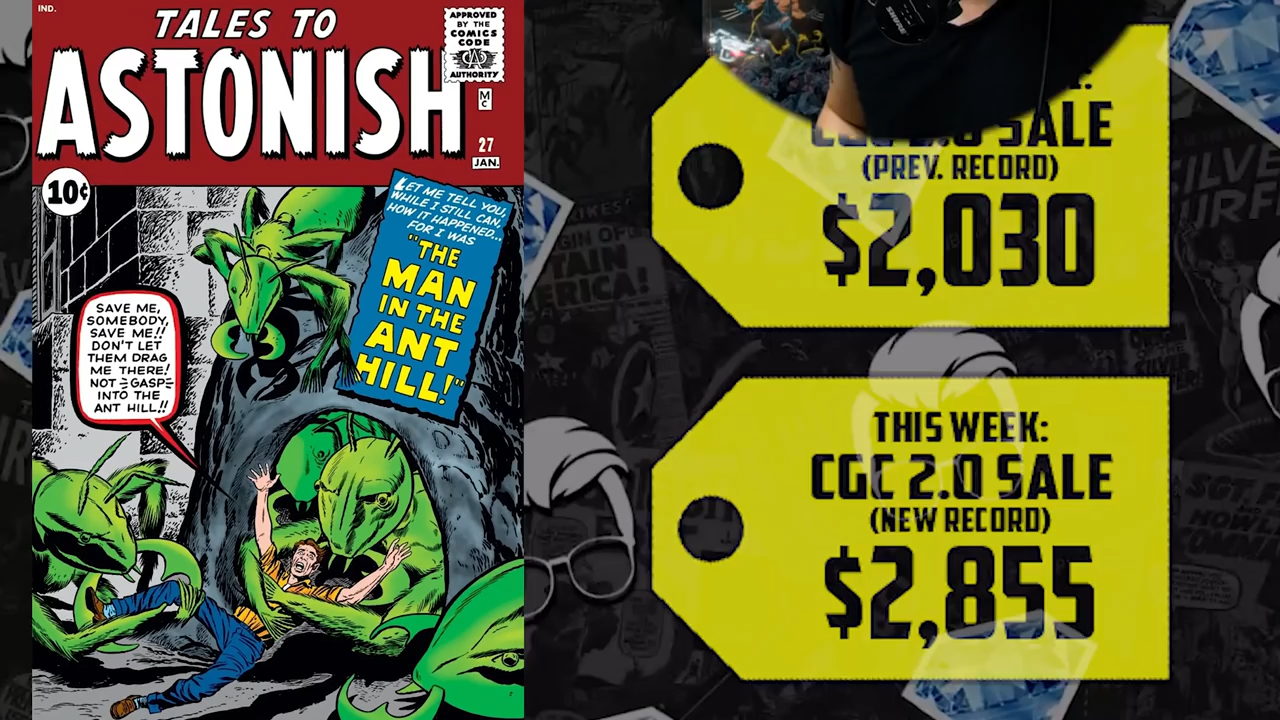 IND.
TALES TO
ASTONISH
APPROVED
BY THE
COMICS
CODE
CA
AUTHORITY
M
C
27
JAN.
10¢
LET ME TELL YOU,
WHILE I STILL CAN,
HOW IT HAPPENED...
FOR I WAS
"THE
MAN
IN THE
ANT
HILL!"
SAVE ME,
SOMEBODY,
SAVE ME!!
DON'T LET
THEM DRAG
ME THERE!
NOT -GASP-
INTO THE
ANT HILL!!
SALE
(PREV. RECORD)
$2,030
THIS WEEK:
CGC 2.0 SALE
(NEW RECORD)
$2,855